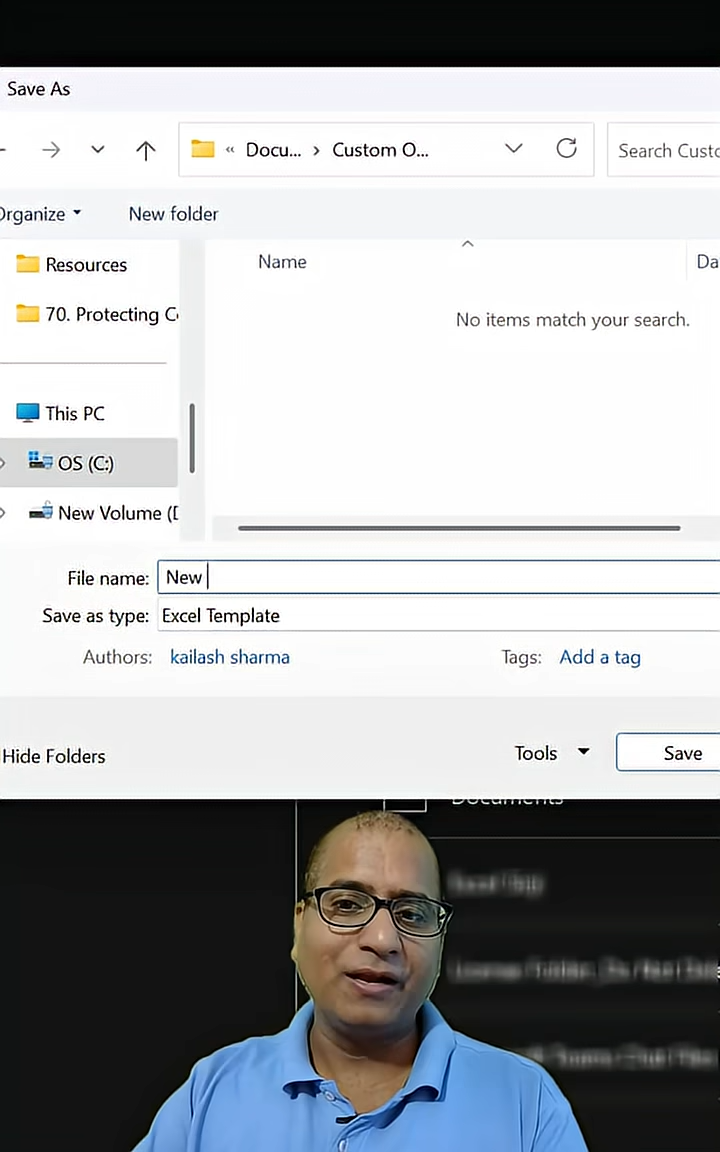 Save As
« Docu... › Custom O...
Search Custo
Organize
New folder
Resources
Name
Da
70. Protecting Co
No items match your search.
This PC
OS (C:)
New Volume (D
File name: New
Save as type: Excel Template
Authors: kailash sharma
Tags: Add a tag
Hide Folders
Tools
Save
Documents